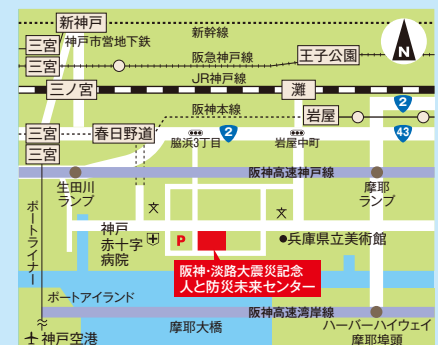 新神戸
新幹線
三宮
神戸市営地下鉄
阪急神戸線
王子公園
三宮
JR神戸線
N
三ノ宮
灘
2
阪神本線
岩屋
三宮
春日野道
2
43
脇浜3丁目
岩屋中町
三宮
阪神高速神戸線
生田川
ランプ
摩耶
ランプ
文
文
ポートライナー
神戸
赤十字
病院
P
兵庫県立美術館
阪神・淡路大震災記念
人と防災未来センター
ポートアイランド
阪神高速湾岸線
神戸空港
摩耶大橋
ハーバーハイウェイ
摩耶埠頭